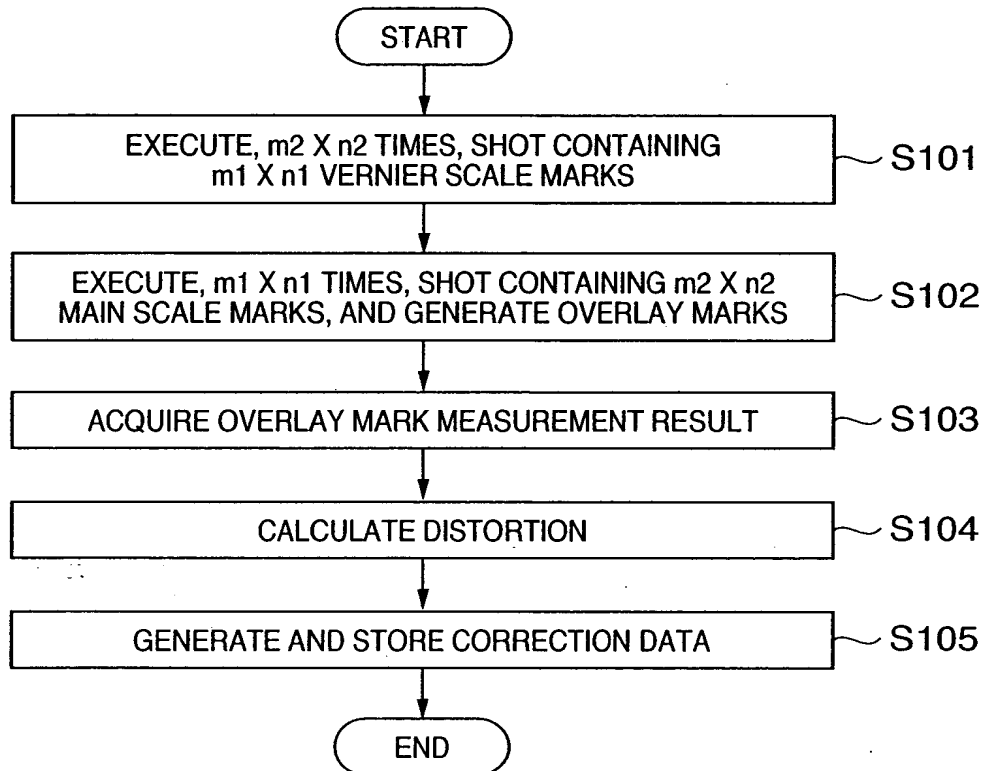 START
EXECUTE, m2 X n2 TIMES, SHOT CONTAINING
m1 X n1 VERNIER SCALE MARKS
S101
EXECUTE, m1 X n1 TIMES, SHOT CONTAINING m2 X n2
MAIN SCALE MARKS, AND GENERATE OVERLAY MARKS
S102
ACQUIRE OVERLAY MARK MEASUREMENT RESULT
S103
CALCULATE DISTORTION
S104
GENERATE AND STORE CORRECTION DATA
S105
END